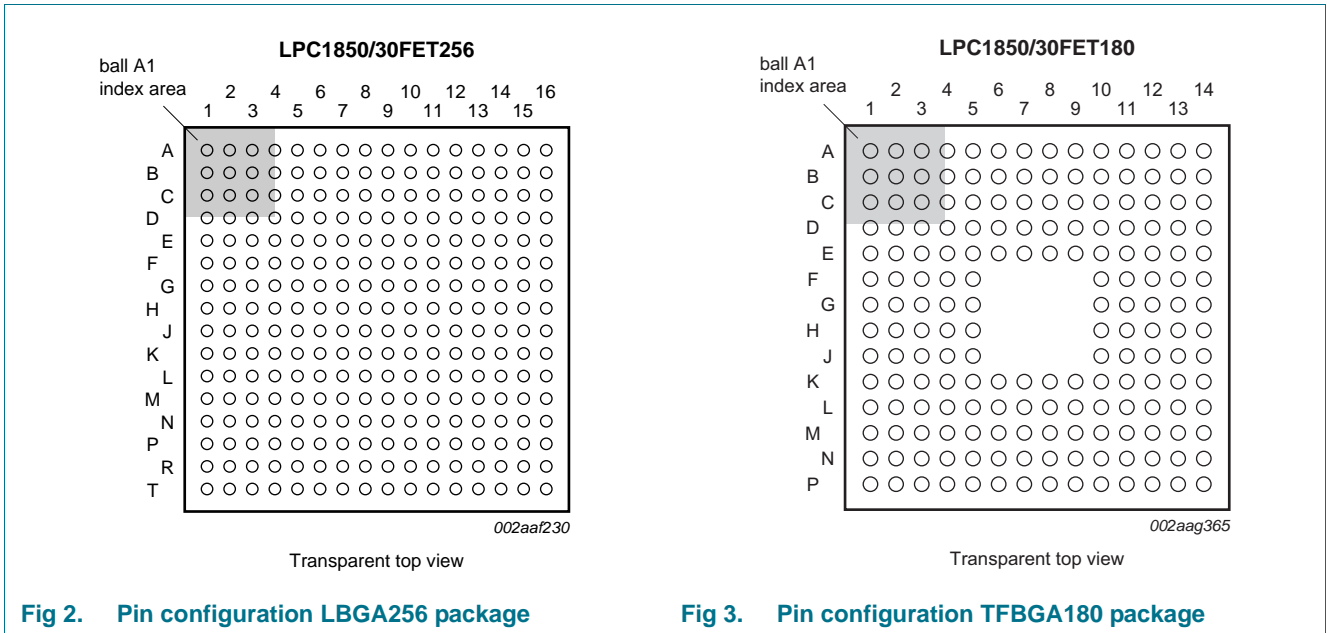 LPC1850/30FET256
ball A1
index area
2 4 6 8 10 12 14 16
1 3 5 7 9 11 13 15
A
B
C
D
E
F
G
H
J
K
L
M
N
P
R
T
002aaf230
Transparent top view
Fig 2. Pin configuration LBGA256 package
LPC1850/30FET180
ball A1
index area
2 4 6 8 10 12 14
1 3 5 7 9 11 13
A
B
C
D
E
F
G
H
J
K
L
M
N
P
002aag365
Transparent top view
Fig 3. Pin configuration TFBGA180 package